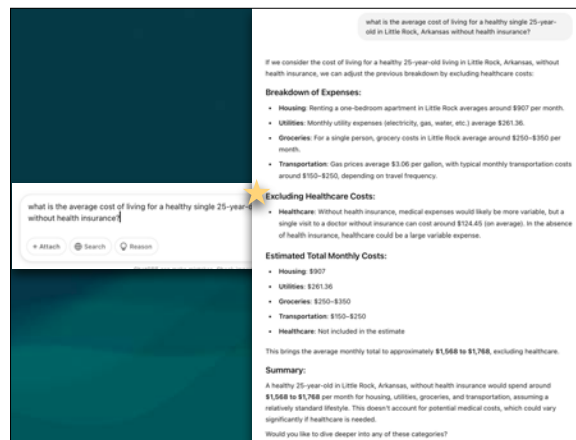 what is the average cost of living for a healthy single 25-year-
old in Little Rock, Arkansas without health insurance?
If we consider the cost of living for a healthy 25-year-old living in Little Rock, Arkansas, without
health insurance, we can adjust the previous breakdown by excluding healthcare costs:
Breakdown of Expenses:
• Housing: Renting a one-bedroom apartment in Little Rock averages around $907 per month.
• Utilities: Monthly utility expenses (electricity, gas, water, etc.) average $261.36.
• Groceries: For a single person, grocery costs in Little Rock average around $250–$350 per
month.
• Transportation: Gas prices average $3.06 per gallon, with typical monthly transportation costs
around $150–$250, depending on travel frequency.
Excluding Healthcare Costs:
• Healthcare: Without health insurance, medical expenses would likely be more variable, but a
single visit to a doctor without insurance can cost around $124.45 (on average). In the
absence of health insurance, healthcare could be a large variable expense.
Estimated Total Monthly Costs:
• Housing: $907
• Utilities: $261.36
• Groceries: $250–$350
• Transportation: $150–$250
• Healthcare: Not included in the estimate
This brings the average monthly total to approximately $1,568 to $1,768, excluding healthcare.
Summary:
A healthy 25-year-old in Little Rock, Arkansas, without health insurance would spend around
$1,568 to $1,768 per month for housing, utilities, groceries, and transportation, assuming a
relatively standard lifestyle. This doesn't account for potential medical costs, which could vary
significantly if healthcare is needed.
Would you like to dive deeper into any of these categories?
what is the average cost of living for a healthy single 25-year-o
without health insurance?
+ Attach Search Reason